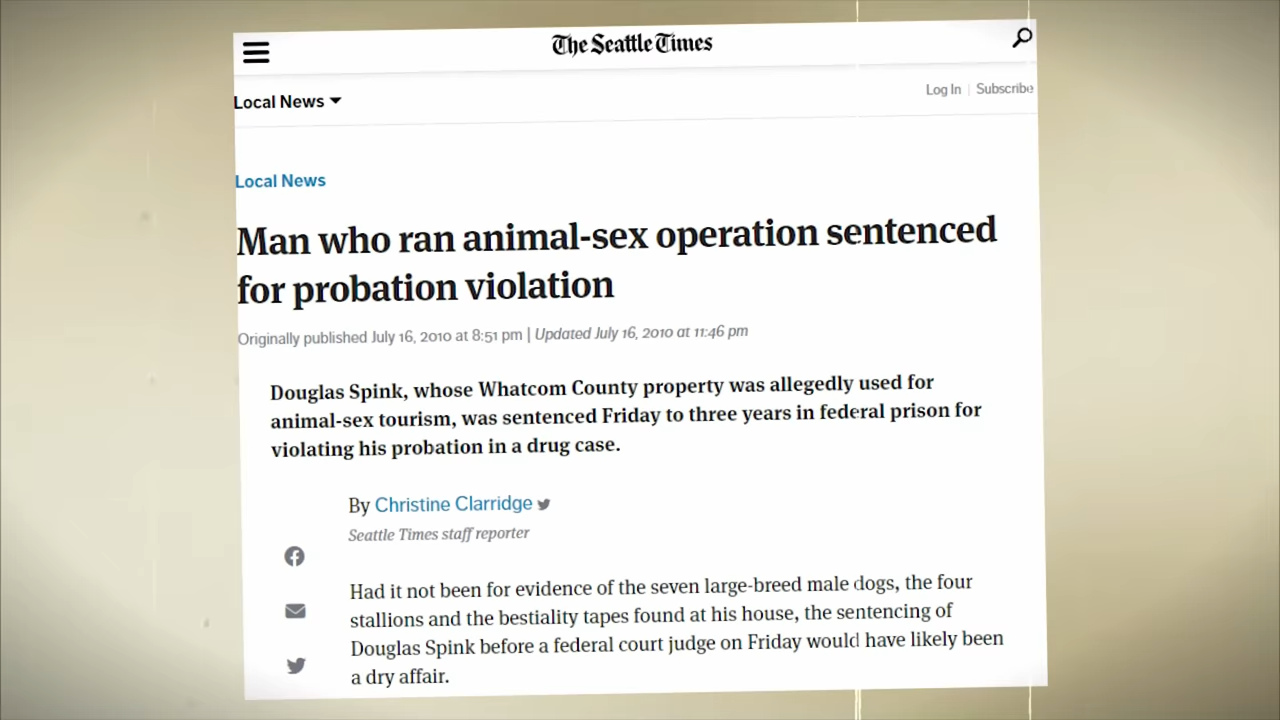 The Seattle Times
Local News
Log In | Subscribe
Local News
Man who ran animal-sex operation sentenced
for probation violation
Originally published July 16, 2010 at 8:51 pm | Updated July 16, 2010 at 11:46 pm
Douglas Spink, whose Whatcom County property was allegedly used for
animal-sex tourism, was sentenced Friday to three years in federal prison for
violating his probation in a drug case.
By Christine Clarridge
Seattle Times staff reporter
Had it not been for evidence of the seven large-breed male dogs, the four
stallions and the bestiality tapes found at his house, the sentencing of
Douglas Spink before a federal court judge on Friday would have likely been
a dry affair.